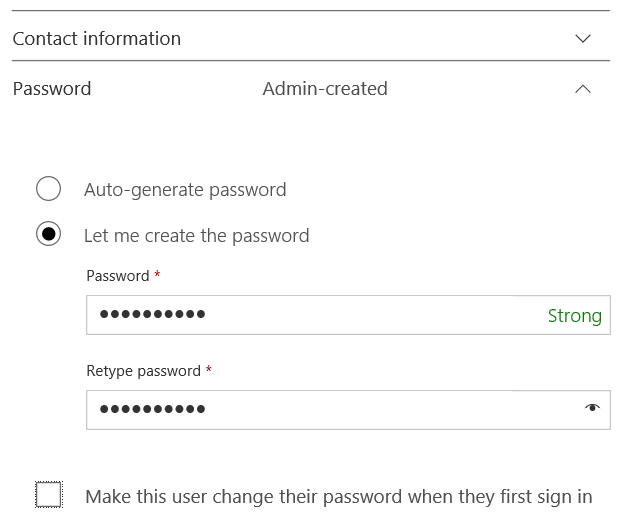 Contact information
Password Admin-created
Auto-generate password
Let me create the password
Password *
●●●●●●●●●● Strong
Retype password *
●●●●●●●●●●
Make this user change their password when they first sign in